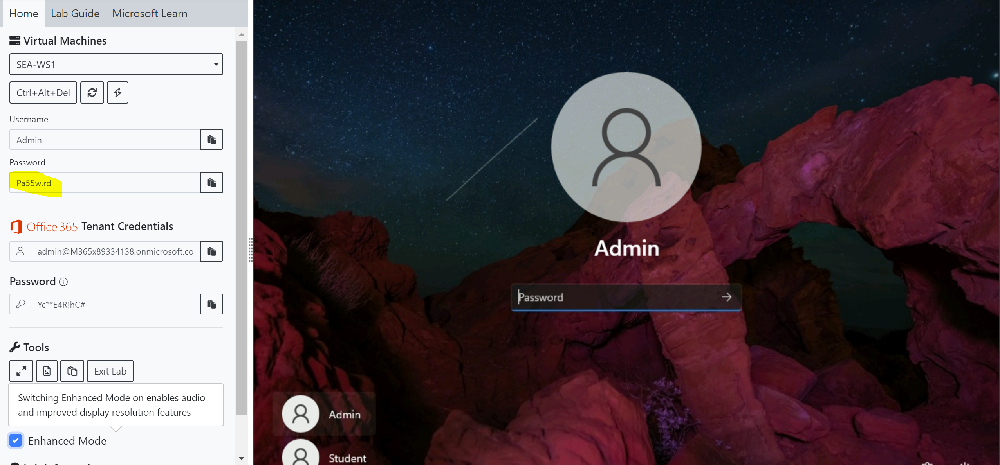 Home Lab Guide Microsoft Learn
Virtual Machines
SEA-WS1
Ctrl+Alt+Del
Username
Admin
Password
Pa55w.rd
Office 365 Tenant Credentials
admin@M365x89334138.onmicrosoft.co
Password
Yc**E4R!hC#
Tools
Exit Lab
Switching Enhanced Mode on enables audio
and improved display resolution features
Enhanced Mode
Admin
Password
Admin
Student